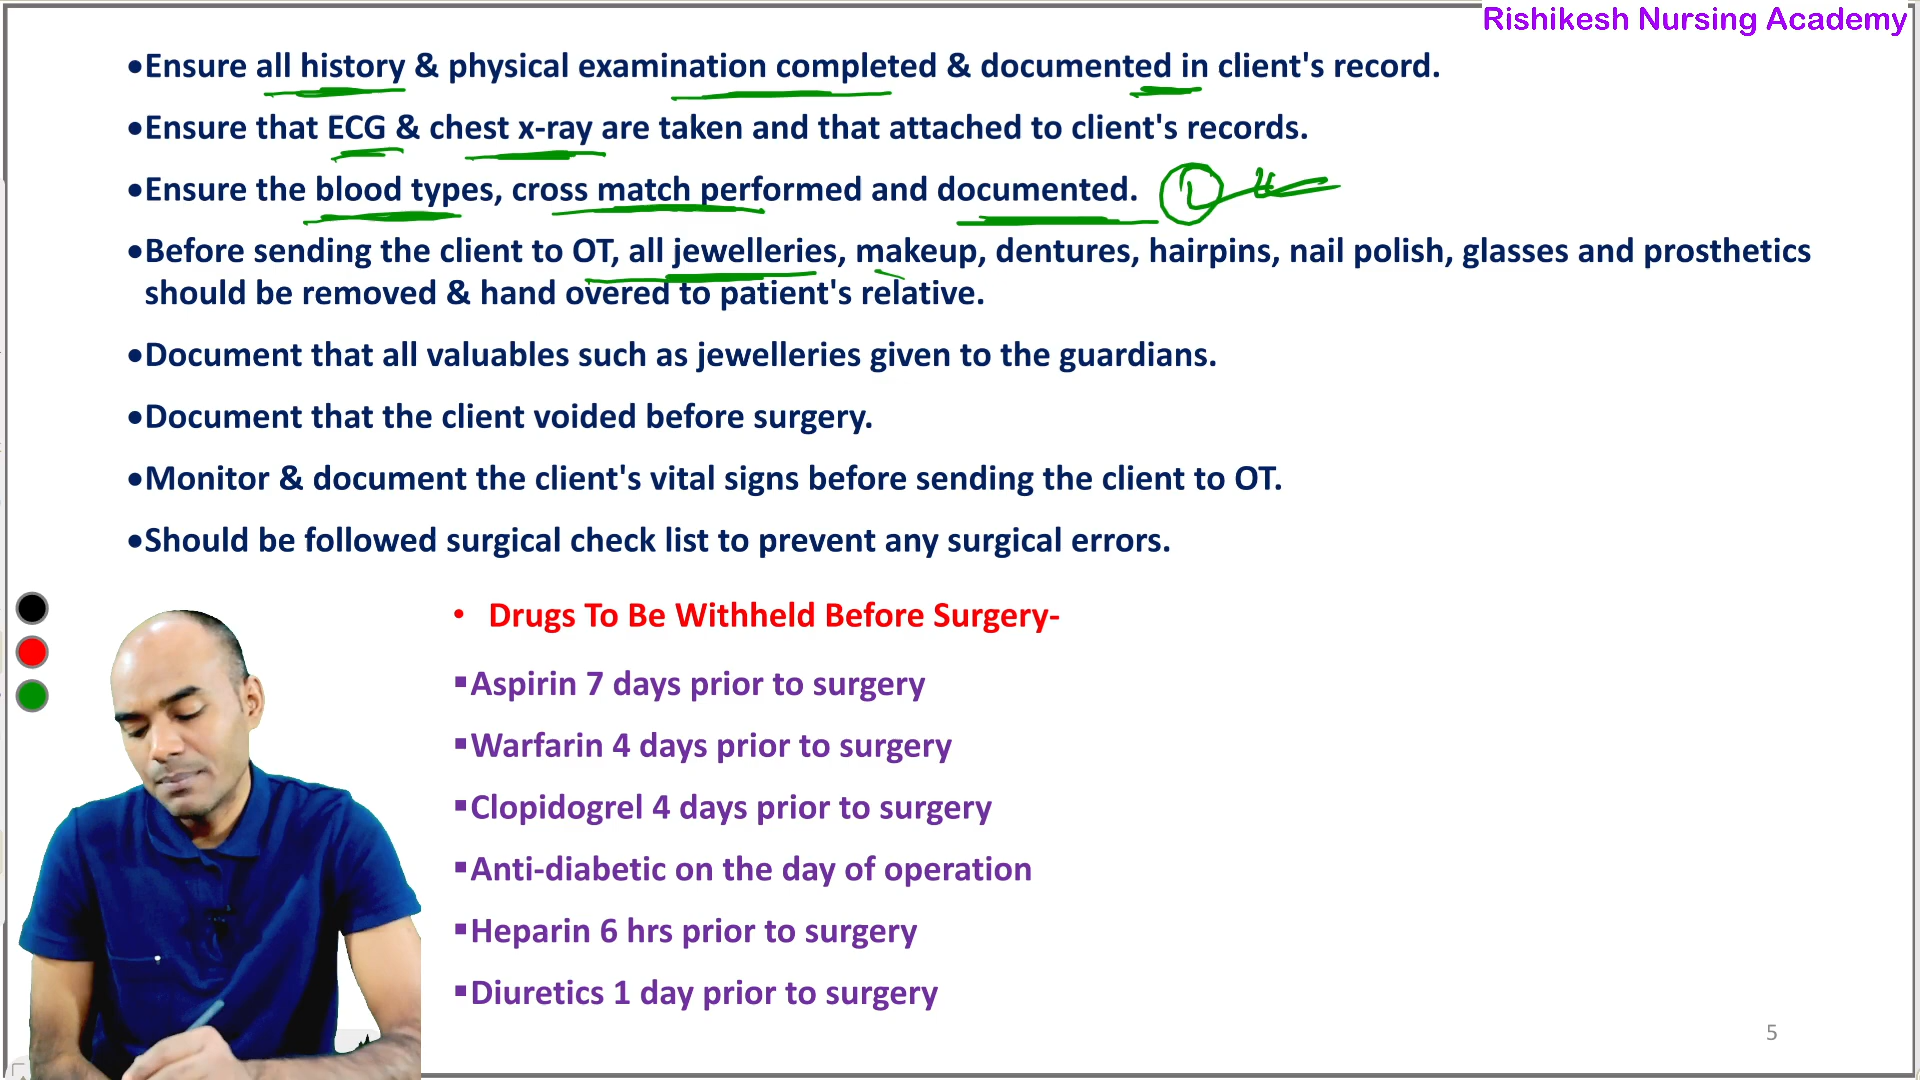 Rishikesh Nursing Academy
•Ensure all history & physical examination completed & documented in client's record.
•Ensure that ECG & chest x-ray are taken and that attached to client's records.
•Ensure the blood types, cross match performed and documented.
•Before sending the client to OT, all jewelleries, makeup, dentures, hairpins, nail polish, glasses and prosthetics
should be removed & hand overed to patient's relative.
•Document that all valuables such as jewelleries given to the guardians.
•Document that the client voided before surgery.
•Monitor & document the client's vital signs before sending the client to OT.
•Should be followed surgical check list to prevent any surgical errors.
• Drugs To Be Withheld Before Surgery-
▪Aspirin 7 days prior to surgery
▪Warfarin 4 days prior to surgery
▪Clopidogrel 4 days prior to surgery
▪Anti-diabetic on the day of operation
▪Heparin 6 hrs prior to surgery
▪Diuretics 1 day prior to surgery
5